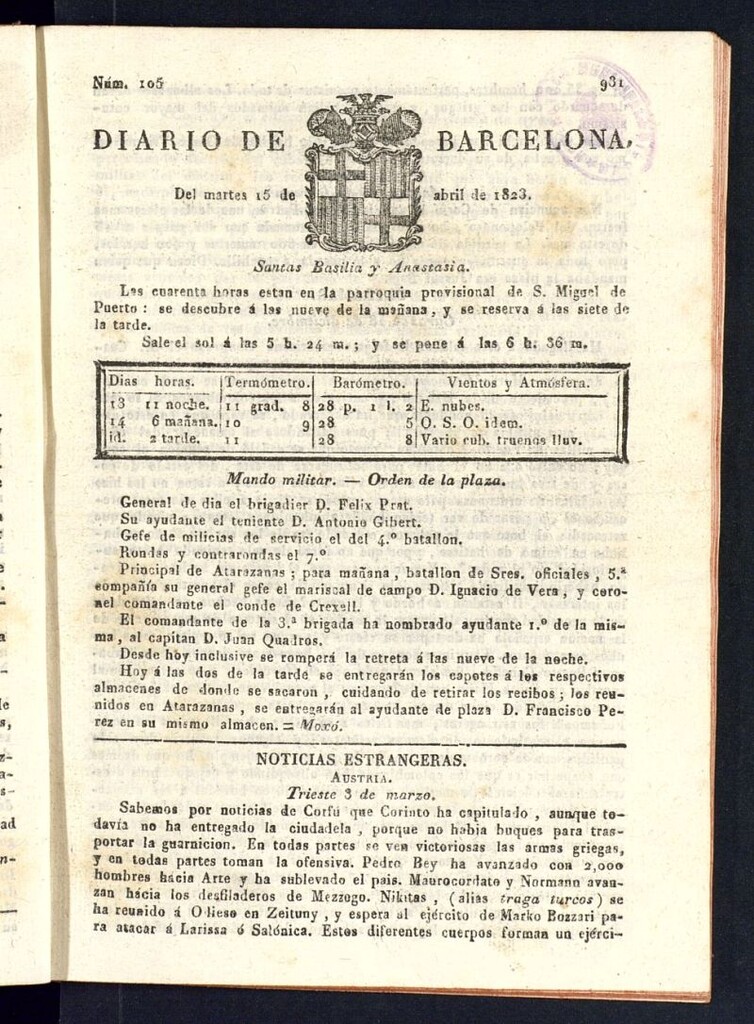 Núm. 105 931
DIARIO DE BARCELONA,
Del martes 15 de abril de 1823.
Santas Basilia y Anastasia.
Las cuarenta horas estan en la parroquia provisional de S. Miguel de
Puerto: se descubre á las nueve de la mañana, y se reserva á las siete de
la tarde.
Sale el sol á las 5 h. 24 m.; y se pone á las 6 h. 36 m.
Dias horas. Termómetro. Barómetro. Vientos y Atmósfera.
13 11 noche. 11 grad. 8 28 p. 1 l. 2 E. nubes.
14 6 mañana. 10 9 28 5 O. S. O. idem.
id. 2 tarde. 11 28 8 Vario cub. truenos lluv.
Mando militar. — Orden de la plaza.
General de dia el brigadier D. Felix Prat.
Su ayudante el teniente D. Antonio Gibert.
Gefe de milicias de servicio el del 4.º batallon.
Rondas y contrarondas el 7.º
Principal de Atarazanas; para mañana, batallon de Sres. oficiales, 5.ª
compañía su general gefe el mariscal de campo D. Ignacio de Vera, y coro-
nel comandante el conde de Crexell.
El comandante de la 3.ª brigada ha nombrado ayudante 1.º de la mis-
ma, al capitan D. Juan Quadros.
Desde hoy inclusive se romperá la retreta á las nueve de la noche.
Hoy á las dos de la tarde se entregarán los capotes á los respectivos
almacenes de donde se sacaron, cuidando de retirar los recibos; los reu-
nidos en Atarazanas, se entregarán al ayudante de plaza D. Francisco Pe-
rez en su mismo almacen. = Moxó.
NOTICIAS ESTRANGERAS.
AUSTRIA.
Trieste 3 de marzo.
Sabemos por noticias de Corfú que Corinto ha capitulado, aunque to-
davía no ha entregado la ciudadela, porque no habia buques para tras-
portar la guarnicion. En todas partes se ven victoriosas las armas griegas,
y en todas partes toman la ofensiva. Pedro Bey ha avanzado con 2,000
hombres hácia Arte y ha sublevado el pais. Maurocordato y Normann avan-
zan hácia los desfiladeros de Mezzogo. Nikitas, (alias traga turcos) se
ha reunido á Odiseo en Zeituny, y espera al ejército de Marko Bozzari pa-
ra atacar á Larissa ó Salónica. Estos diferentes cuerpos forman un ejérci-